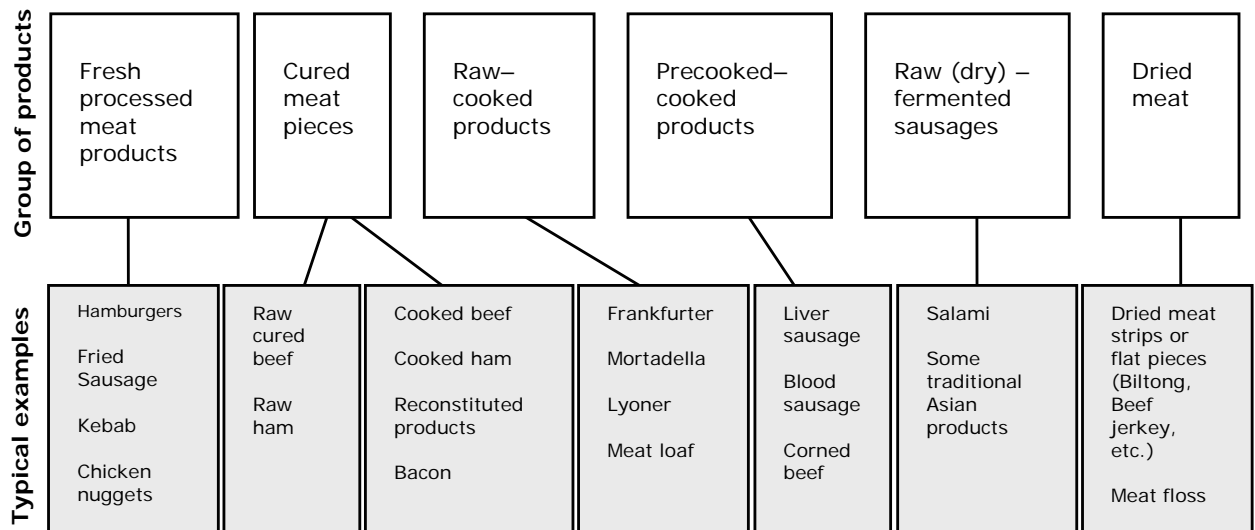 Group of products
Fresh
processed
meat
products
Cured
meat
pieces
Raw–
cooked
products
Precooked–
cooked
products
Raw (dry) –
fermented
sausages
Dried
meat
Typical examples
Hamburgers
Fried
Sausage
Kebab
Chicken
nuggets
Raw
cured
beef
Raw
ham
Cooked beef
Cooked ham
Reconstituted
products
Bacon
Frankfurter
Mortadella
Lyoner
Meat loaf
Liver
sausage
Blood
sausage
Corned
beef
Salami
Some
traditional
Asian
products
Dried meat
strips or
flat pieces
(Biltong,
Beef
jerky,
etc.)
Meat floss